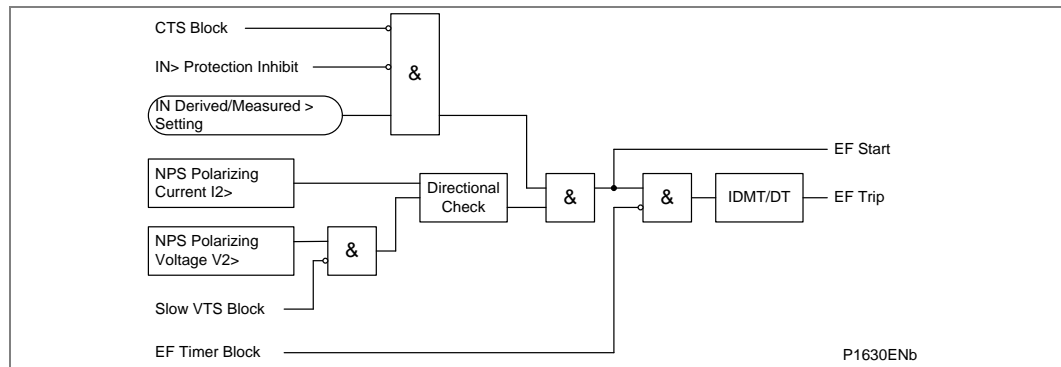 CTS Block
IN> Protection Inhibit
&
IN Derived/Measured >
Setting
EF Start
NPS Polarizing
Current I2>
Directional
Check
&
&
IDMT/DT
EF Trip
NPS Polarizing
Voltage V2>
&
Slow VTS Block
EF Timer Block
P1630ENb